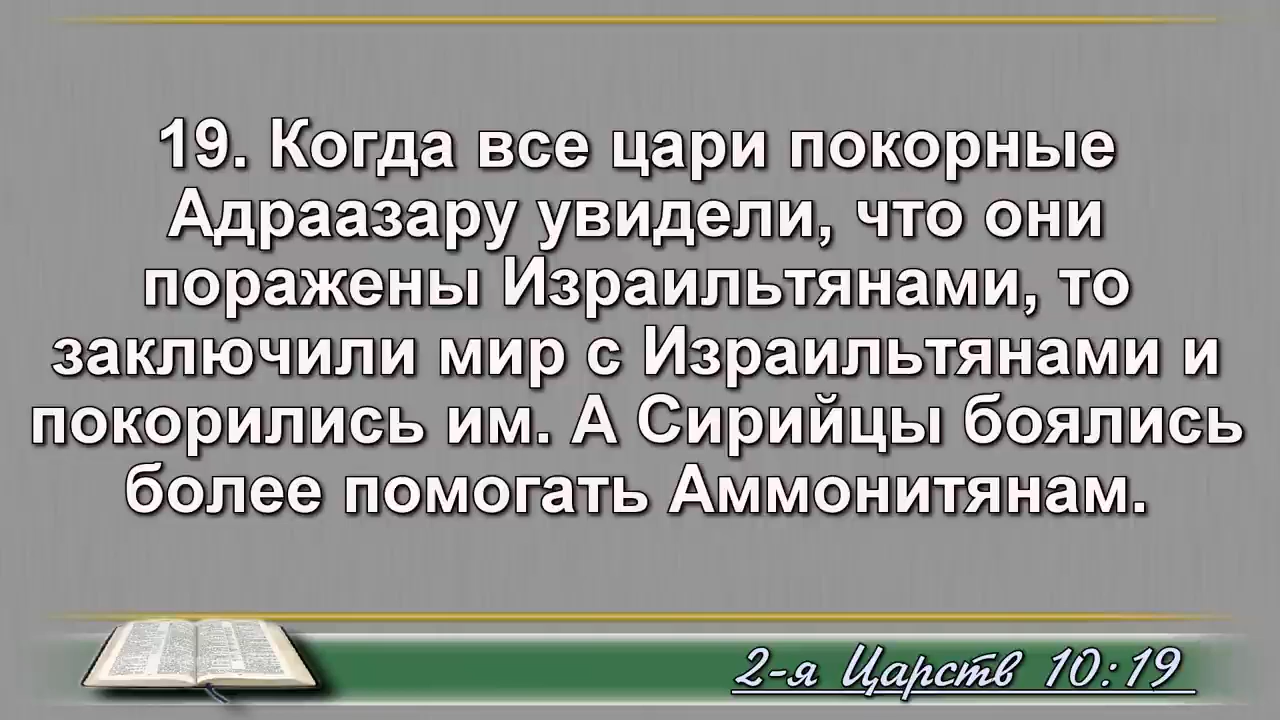 19. Когда все цари покорные
Адраазару увидели, что они
поражены Израильтянами, то
заключили мир с Израильтянами и
покорились им. А Сирийцы боялись
более помогать Аммонитянам.
2-я Царств 10:19